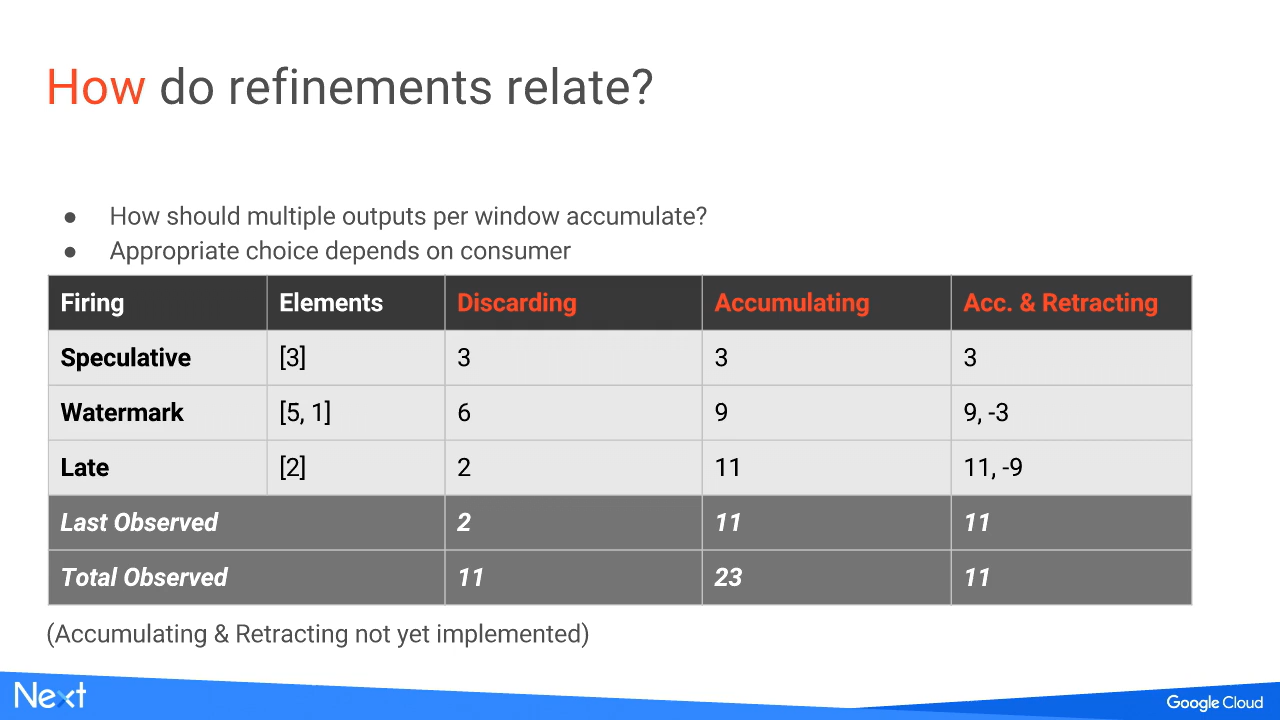 How do refinements relate?
● How should multiple outputs per window accumulate?
● Appropriate choice depends on consumer
Firing Elements Discarding Accumulating Acc. & Retracting
Speculative [3] 3 3 3
Watermark [5, 1] 6 9 9, -3
Late [2] 2 11 11, -9
Last Observed 2 11 11
Total Observed 11 23 11
(Accumulating & Retracting not yet implemented)
Next
Google Cloud